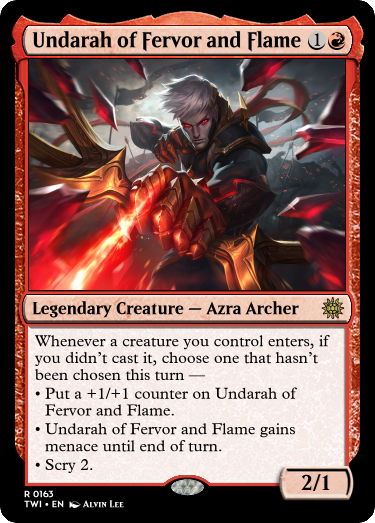 Undarah of Fervor and Flame 1
Legendary Creature — Azra Archer
Whenever a creature you control enters, if
you didn't cast it, choose one that hasn't
been chosen this turn —
• Put a +1/+1 counter on Undarah of
Fervor and Flame.
• Undarah of Fervor and Flame gains
menace until end of turn.
• Scry 2.
2/1
R 0163
TWI • EN Alvin Lee